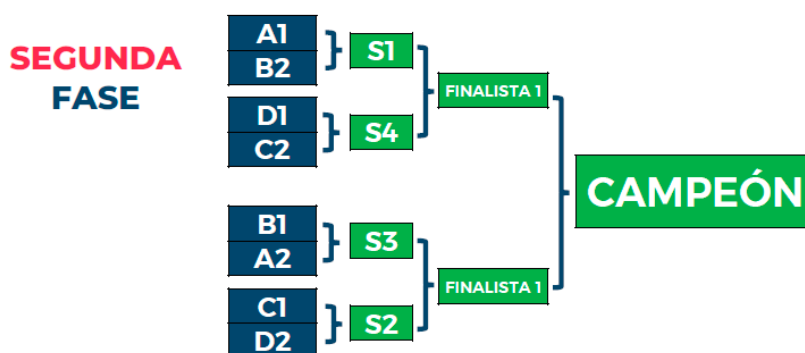 SEGUNDA
FASE
A1
B2
S1
D1
C2
S4
FINALISTA 1
B1
A2
S3
C1
D2
S2
FINALISTA 1
CAMPEÓN